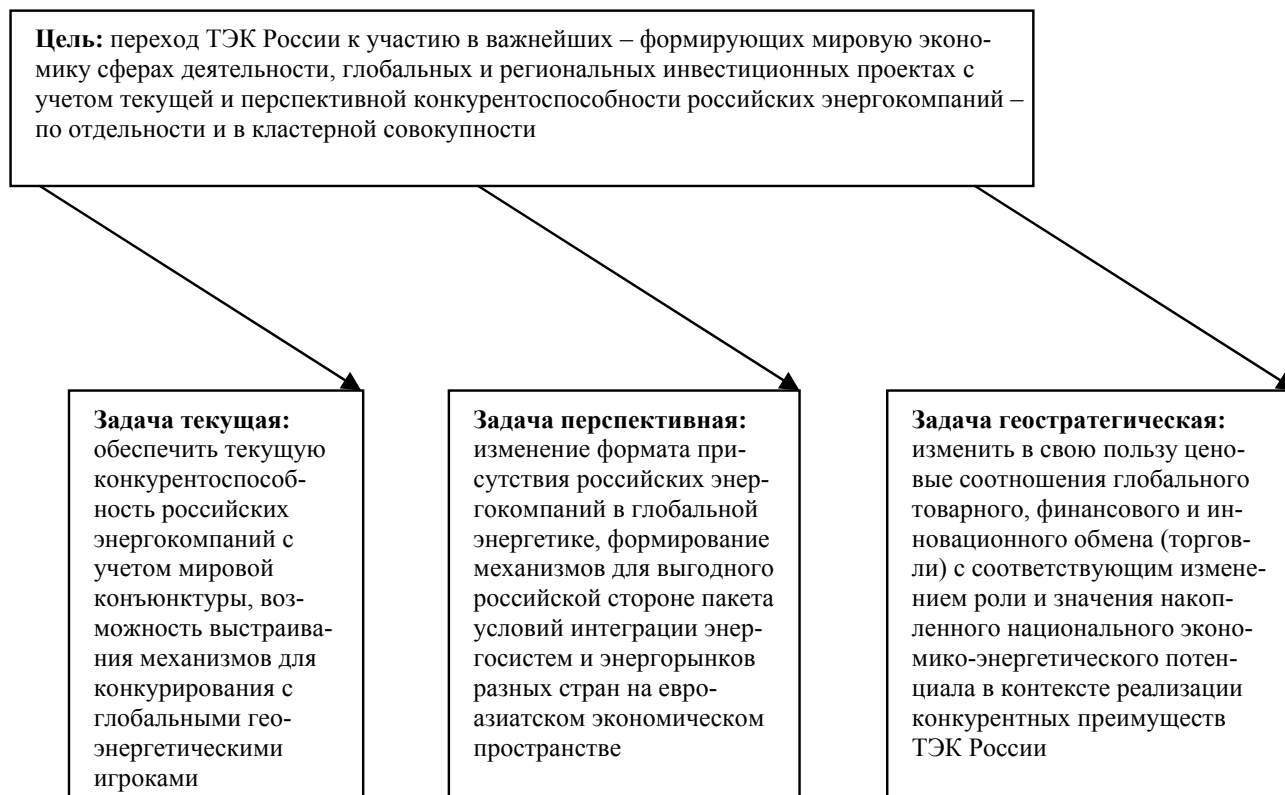 Цель: переход ТЭК России к участию в важнейших – формирующих мировую эконо-
мику сферах деятельности, глобальных и региональных инвестиционных проектах с
учетом текущей и перспективной конкурентоспособности российских энергокомпаний –
по отдельности и в кластерной совокупности
Задача текущая:
обеспечить текущую
конкурентоспособ-
ность российских
энергокомпаний с
учетом мировой
конъюнктуры, воз-
можность выстраива-
ния механизмов для
конкурирования с
глобальными гео-
энергетическими
игроками
Задача перспективная:
изменение формата при-
сутствия российских энер-
гокомпаний в глобальной
энергетике, формирование
механизмов для выгодного
российской стороне пакета
условий интеграции энер-
госистем и энергорынков
разных стран на евро-
азиатском экономическом
пространстве
Задача геостратегическая:
изменить в свою пользу цено-
вые соотношения глобального
товарного, финансового и ин-
новационного обмена (торгов-
ли) с соответствующим измене-
нием роли и значения накоп-
ленного национального эконо-
мико-энергетического потен-
циала в контексте реализации
конкурентных преимуществ
ТЭК России